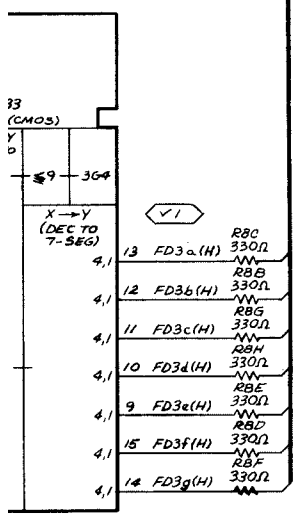 33
(CMOS)
≤9 3G4
X → Y
(DEC TO
7-SEG)
√1
R8C
4,1 13 FD3a(H) 330Ω
R8B
4,1 12 FD3b(H) 330Ω
R8G
4,1 11 FD3c(H) 330Ω
R8H
4,1 10 FD3d(H) 330Ω
R8E
4,1 9 FD3e(H) 330Ω
R8D
4,1 15 FD3f(H) 330Ω
R8F
4,1 14 FD3g(H) 330Ω